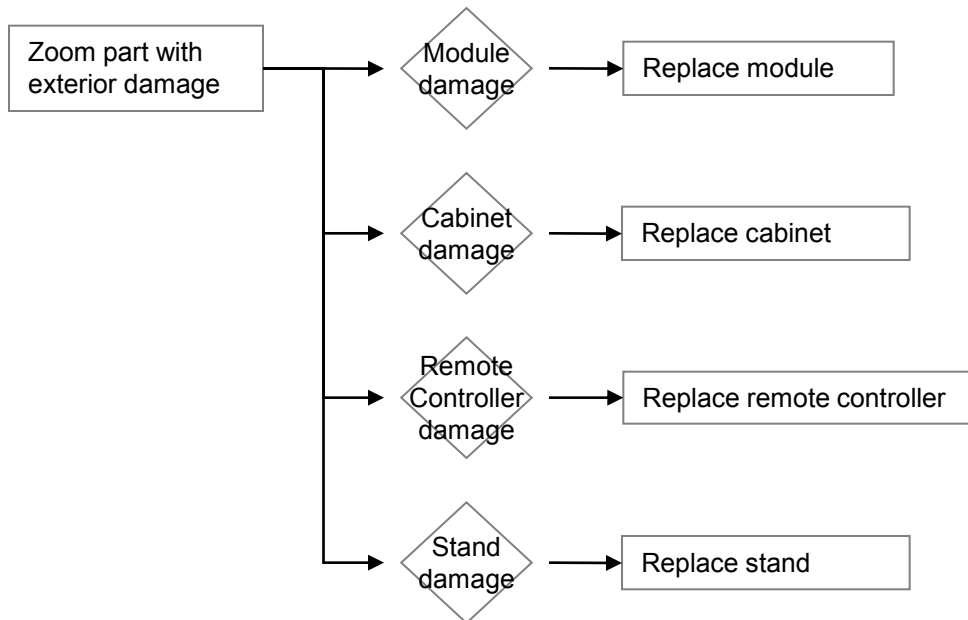 Zoom part with
exterior damage
Module
damage
Replace module
Cabinet
damage
Replace cabinet
Remote
Controller
damage
Replace remote controller
Stand
damage
Replace stand